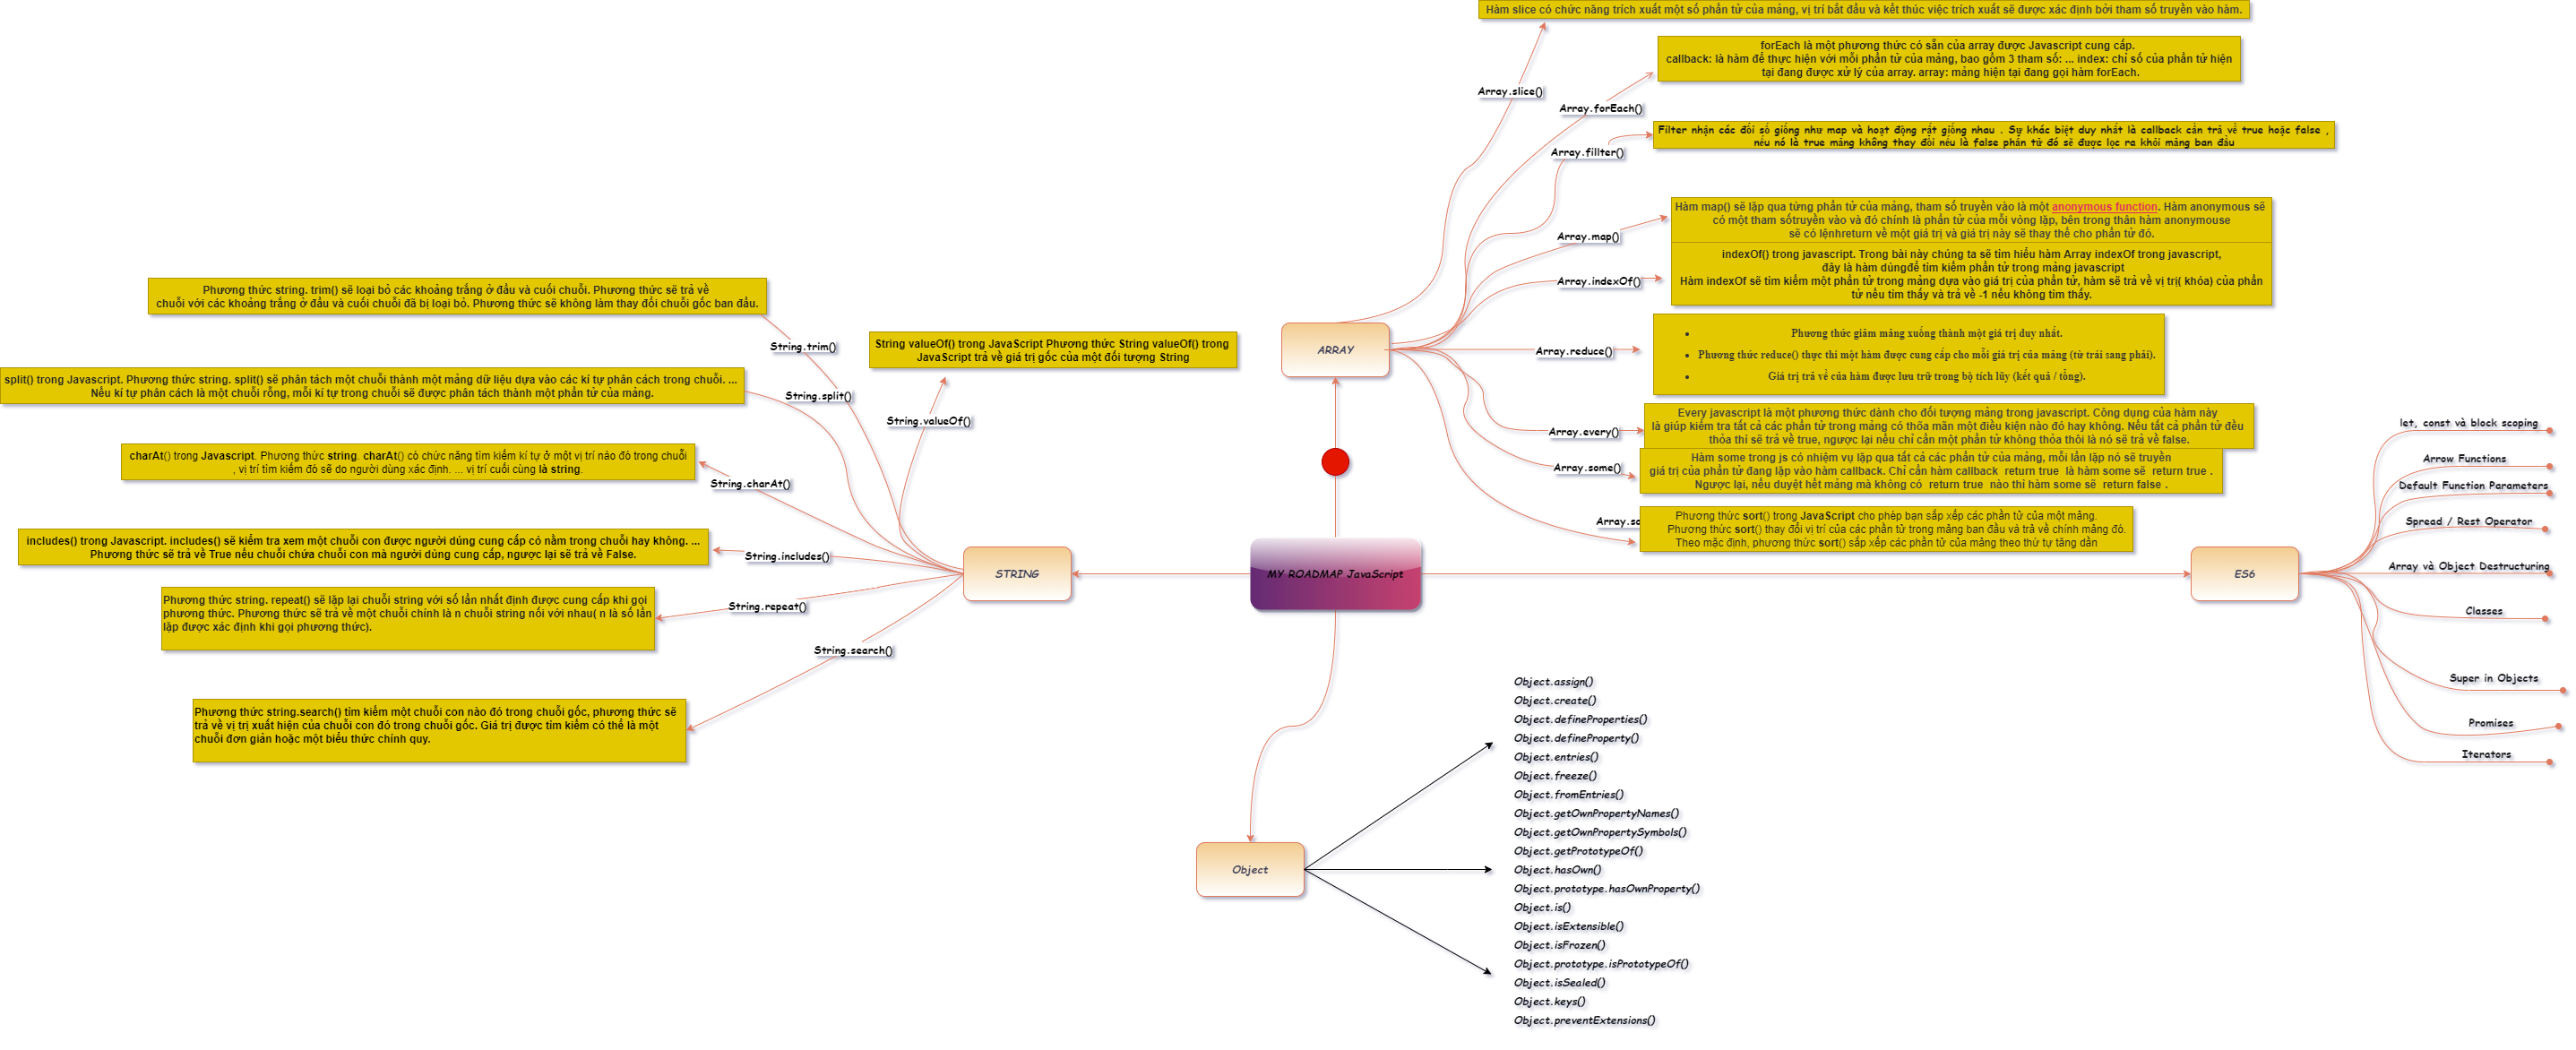 Hàm slice có chức năng trích xuất một số phần tử của mảng, vị trí bắt đầu và kết thúc việc trích xuất sẽ được xác định bởi tham số truyền vào hàm.
Array.slice()
forEach là một phương thức có sẵn của array được Javascript cung cấp.
callback: là hàm để thực hiện với mỗi phần tử của mảng, bao gồm 3 tham số: ... index: chỉ số của phần tử hiện
tại đang được xử lý của array. array: mảng hiện tại đang gọi hàm forEach.
Array.forEach()
Filter nhận các đối số giống như map và hoạt động rất giống nhau . Sự khác biệt duy nhất là callback cần trả về true hoặc false ,
nếu nó là true mảng không thay đổi nếu là false phần tử đó sẽ được lọc ra khỏi mảng ban đầu
Array.fillter()
Hàm map() sẽ lặp qua từng phần tử của mảng, tham số truyền vào là một anonymous function. Hàm anonymous sẽ
có một tham sốtruyền vào và đó chính là phần tử của mỗi vòng lặp, bên trong thân hàm anonymouse
sẽ có lệnhreturn về một giá trị và giá trị này sẽ thay thế cho phần tử đó.
Array.map()
indexOf() trong javascript. Trong bài này chúng ta sẽ tìm hiểu hàm Array indexOf trong javascript,
đây là hàm dùngđể tìm kiếm phần tử trong mảng javascript
Hàm indexOf sẽ tìm kiếm một phần tử trong mảng dựa vào giá trị của phần tử, hàm sẽ trả về vị trị( khóa) của phần
tử nếu tìm thấy và trả về -1 nếu không tìm thấy.
Array.indexOf()
ARRAY
Array.reduce()
• Phương thức giảm mảng xuống thành một giá trị duy nhất.
• Phương thức reduce() thực thi một hàm được cung cấp cho mỗi giá trị của mảng (từ trái sang phải).
• Giá trị trả về của hàm được lưu trữ trong bộ tích lũy (kết quả / tổng).
Every javascript là một phương thức dành cho đối tượng mảng trong javascript. Công dụng của hàm này
là giúp kiểm tra tất cả các phần tử trong mảng có thõa mãn một điều kiện nào đó hay không. Nếu tất cả phần tử đều
thỏa thì sẽ trả về true, ngược lại nếu chỉ cần một phần tử không thỏa thôi là nó sẽ trả về false.
Array.every()
Hàm some trong js có nhiệm vụ lặp qua tất cả các phần tử của mảng, mỗi lần lặp nó sẽ truyền
giá trị của phần tử đang lặp vào hàm callback. Chỉ cần hàm callback return true là hàm some sẽ return true .
Ngược lại, nếu duyệt hết mảng mà không có return true nào thì hàm some sẽ return false .
Array.some()
Array.so
Phương thức sort() trong JavaScript cho phép bạn sắp xếp các phần tử của một mảng.
Phương thức sort() thay đổi vị trí của các phần tử trong mảng ban đầu và trả về chính mảng đó.
Theo mặc định, phương thức sort() sắp xếp các phần tử của mảng theo thứ tự tăng dần
Phương thức string. trim() sẽ loại bỏ các khoảng trắng ở đầu và cuối chuỗi. Phương thức sẽ trả về
chuỗi với các khoảng trắng ở đầu và cuối chuỗi đã bị loại bỏ. Phương thức sẽ không làm thay đổi chuỗi gốc ban đầu.
String.trim()
String valueOf() trong JavaScript Phương thức String valueOf() trong
JavaScript trả về giá trị gốc của một đối tượng String
String.valueOf()
split() trong Javascript. Phương thức string. split() sẽ phân tách một chuỗi thành một mảng dữ liệu dựa vào các kí tự phân cách trong chuỗi. ...
Nếu kí tự phân cách là một chuỗi rỗng, mỗi kí tự trong chuỗi sẽ được phân tách thành một phần tử của mảng.
String.split()
charAt() trong Javascript. Phương thức string. charAt() có chức năng tìm kiếm kí tự ở một vị trí nào đó trong chuỗi
, vị trí tìm kiếm đó sẽ do người dùng xác định. ... vị trí cuối cùng là string.
String.charAt()
includes() trong Javascript. includes() sẽ kiểm tra xem một chuỗi con được người dùng cung cấp có nằm trong chuỗi hay không. ...
Phương thức sẽ trả về True nếu chuỗi chứa chuỗi con mà người dùng cung cấp, ngược lại sẽ trả về False.
String.includes()
STRING
Phương thức string. repeat() sẽ lặp lại chuỗi string với số lần nhất định được cung cấp khi gọi
phương thức. Phương thức sẽ trả về một chuỗi chính là n chuỗi string nối với nhau( n là số lần
lặp được xác định khi gọi phương thức).
String.repeat()
String.search()
Phương thức string.search() tìm kiếm một chuỗi con nào đó trong chuỗi gốc, phương thức sẽ
trả về vị trị xuất hiện của chuỗi con đó trong chuỗi gốc. Giá trị được tìm kiếm có thể là một
chuỗi đơn giản hoặc một biểu thức chính quy.
MY ROADMAP JavaScript
ES6
let, const và block scoping
Arrow Functions
Default Function Parameters
Spread / Rest Operator
Array và Object Destructuring
Classes
Super in Objects
Promises
Iterators
Object
Object.assign()
Object.create()
Object.defineProperties()
Object.defineProperty()
Object.entries()
Object.freeze()
Object.fromEntries()
Object.getOwnPropertyNames()
Object.getOwnPropertySymbols()
Object.getPrototypeOf()
Object.hasOwn()
Object.prototype.hasOwnProperty()
Object.is()
Object.isExtensible()
Object.isFrozen()
Object.prototype.isPrototypeOf()
Object.isSealed()
Object.keys()
Object.preventExtensions()